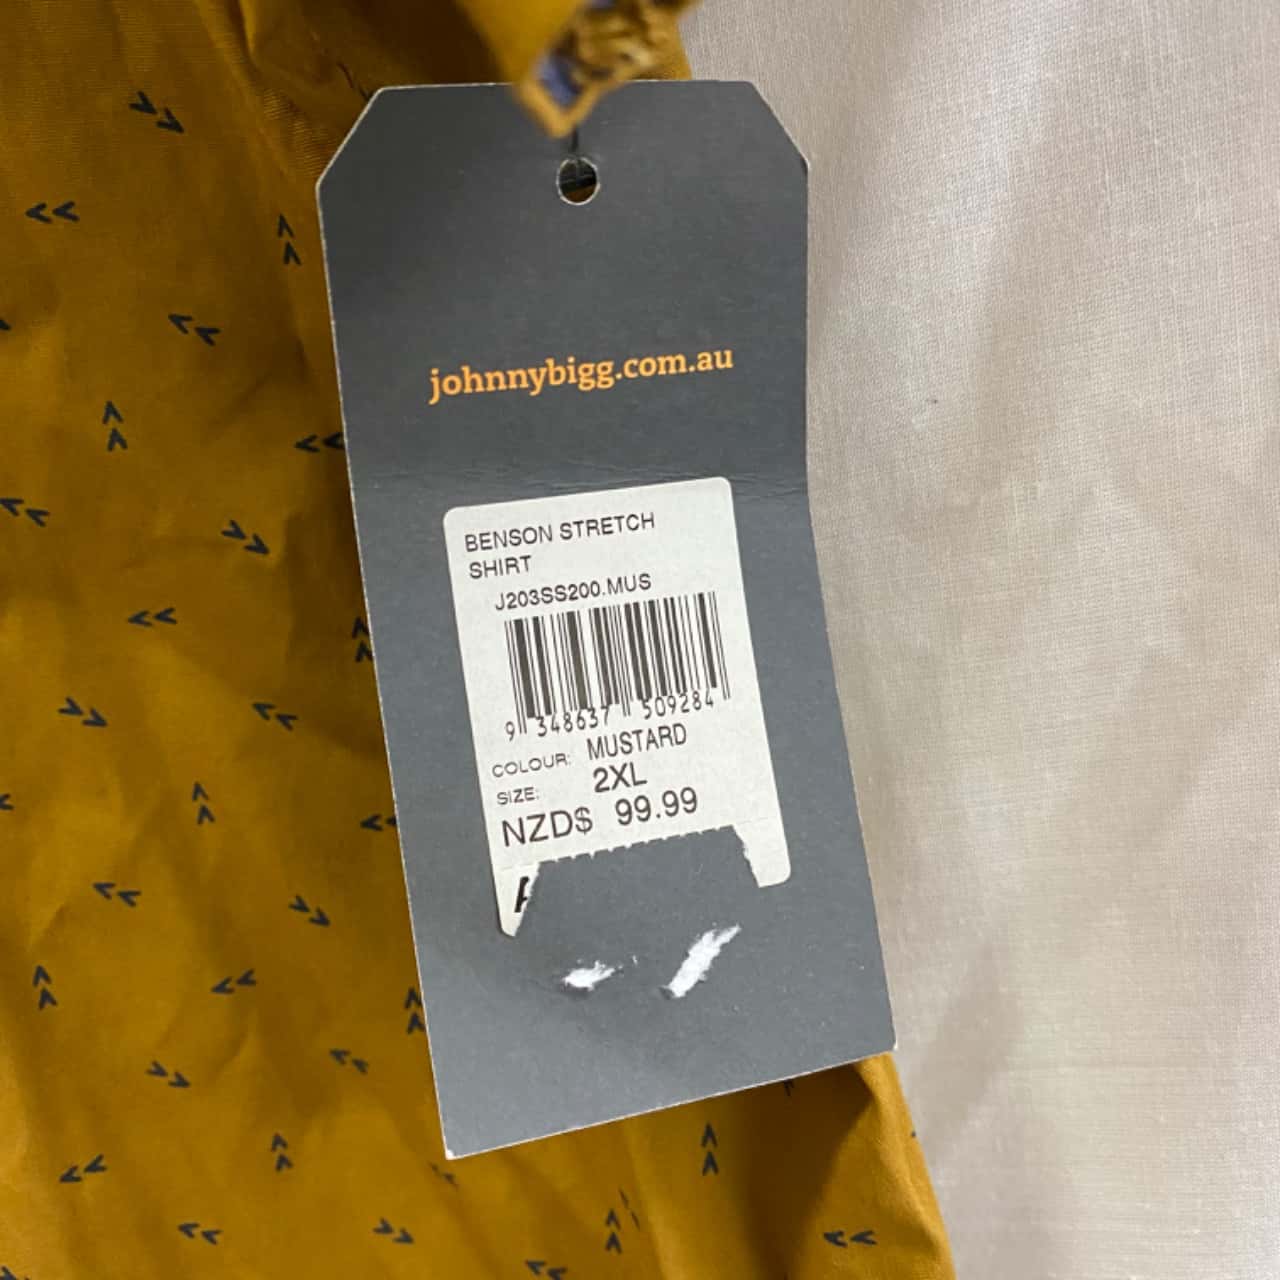 johnnybigg.com.au
BENSON STRETCH
SHIRT
J203SS200.MUS
9 348637 509284
COLOUR: MUSTARD
SIZE: 2XL
NZD$ 99.99